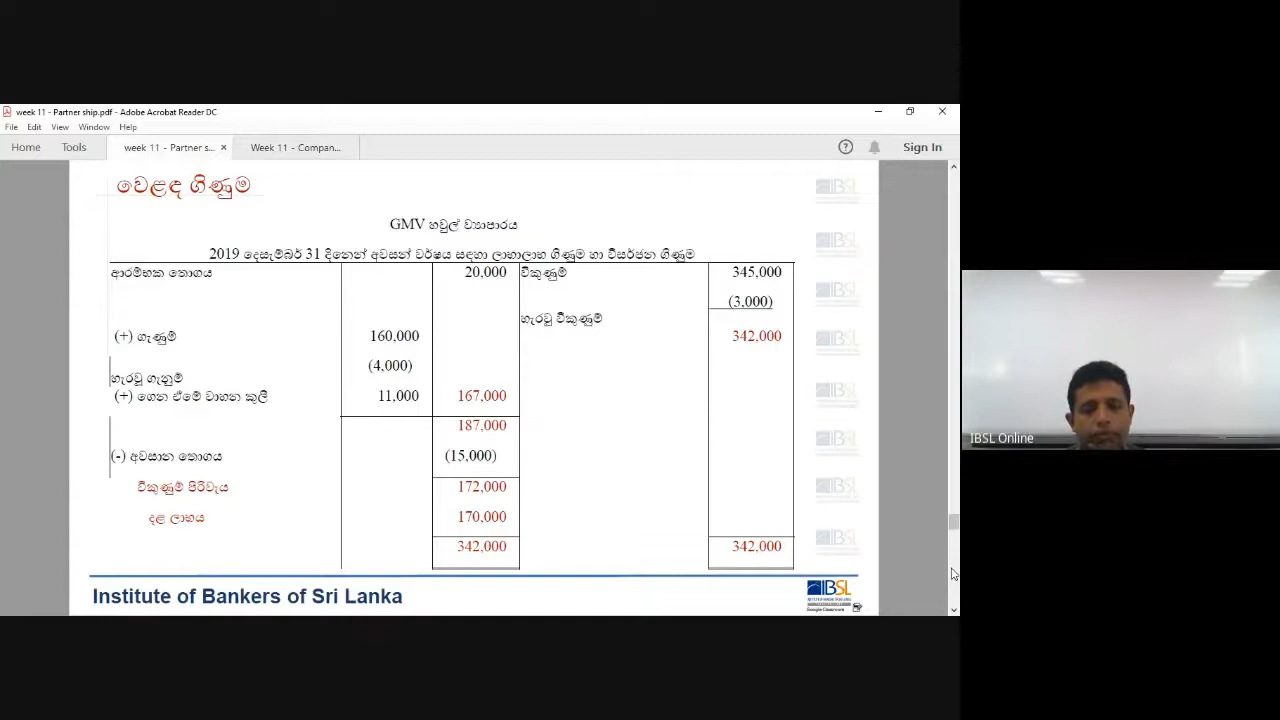 week 11 - Partner ship.pdf - Adobe Acrobat Reader DC
File Edit View Window Help
Home Tools week 11 - Partner s... × Week 11 - Compan... Sign In
වෙළඳ ගිණුම
GMV හවුල් ව්‍යාපාරය
2019 දෙසැම්බර් 31 දිනෙන් අවසන් වර්ෂය සඳහා ලාභාලාභ ගිණුම හා විසර්ජන ගිණුම
ආරම්භක තොගය 20,000 විකුණුම් 345,000
(3,000)
හැරවු විකුණුම්
(+) ගැණුම් 160,000 342,000
(4,000)
හැරවූ ගැනුම්
(+) ගෙන ඒමේ වාහන කුලී 11,000 167,000
187,000
(-) අවසාන තොගය (15,000)
විකුණුම් පිරිවැය 172,000
දළ ලාභය 170,000
342,000 342,000
Institute of Bankers of Sri Lanka
IBSL
Google Classroom
IBSL Online